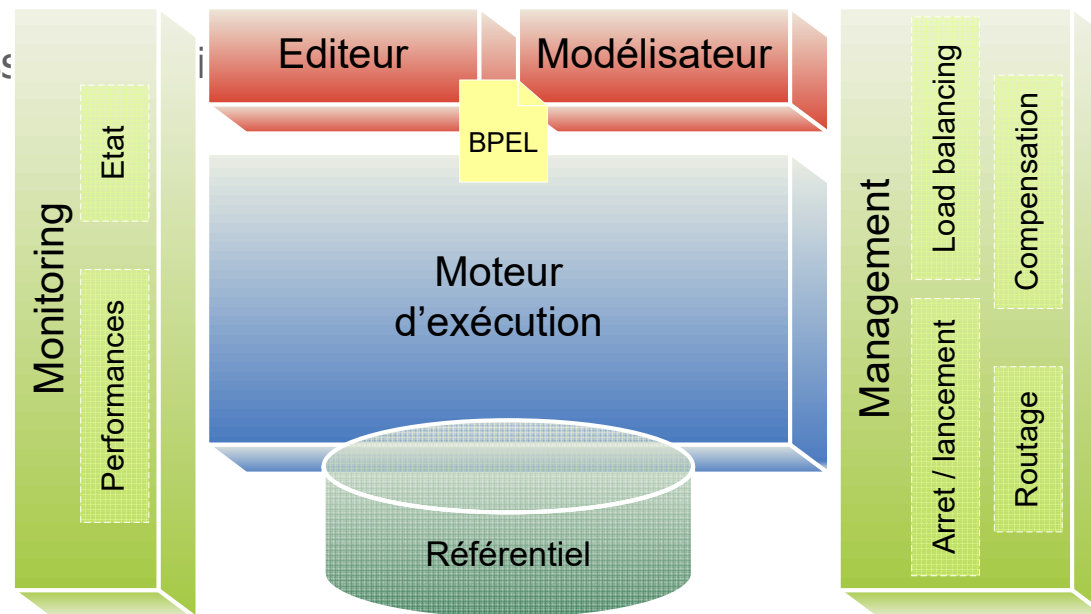 Editeur
Modélisateur
BPEL
Monitoring
Etat
Performances
Moteur
d'exécution
Référentiel
Management
Load balancing
Compensation
Arret / lancement
Routage